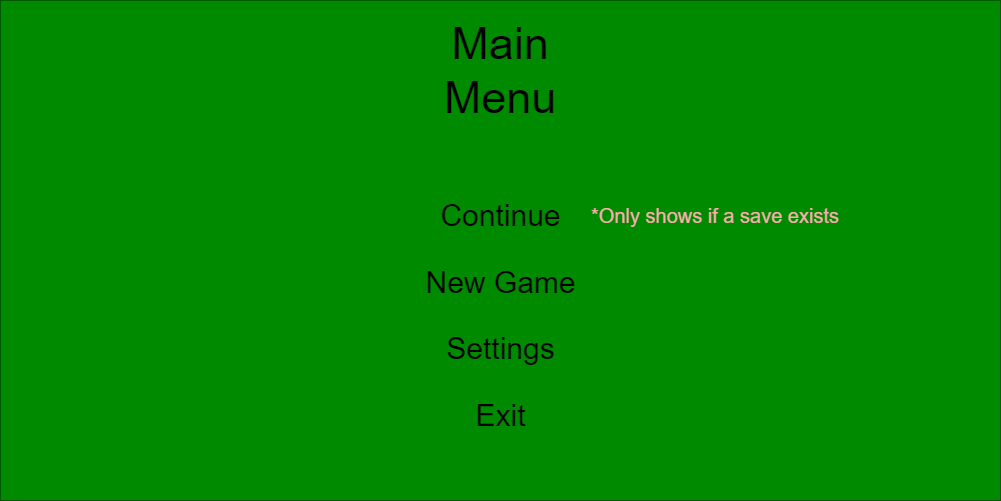 Main
Menu
Continue *Only shows if a save exists
New Game
Settings
Exit